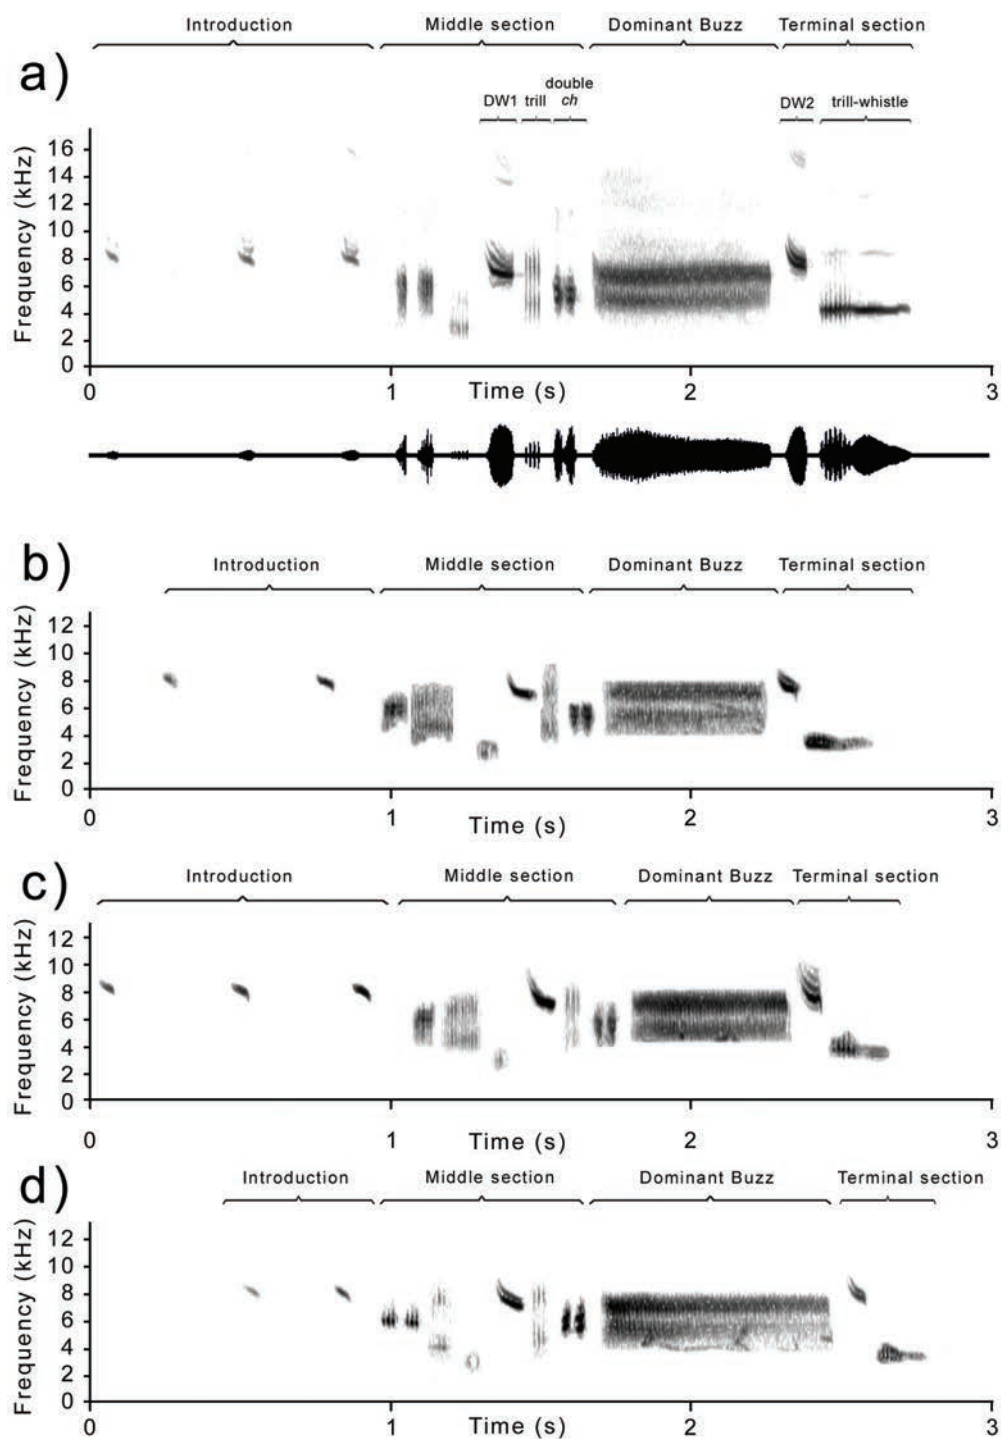 Introduction Middle section Dominant Buzz Terminal section
a)
double
DW1 trill ch DW2 trill-whistle
Frequency (kHz)
16
14
12
10
8
6
4
2
0
0 1 2 3
Time (s)
b)
Introduction Middle section Dominant Buzz Terminal section
Frequency (kHz)
12
10
8
6
4
2
0
0 1 2 3
Time (s)
c)
Introduction Middle section Dominant Buzz Terminal section
Frequency (kHz)
12
10
8
6
4
2
0
0 1 2 3
Time (s)
d)
Introduction Middle section Dominant Buzz Terminal section
Frequency (kHz)
12
10
8
6
4
2
0
0 1 2 3
Time (s)